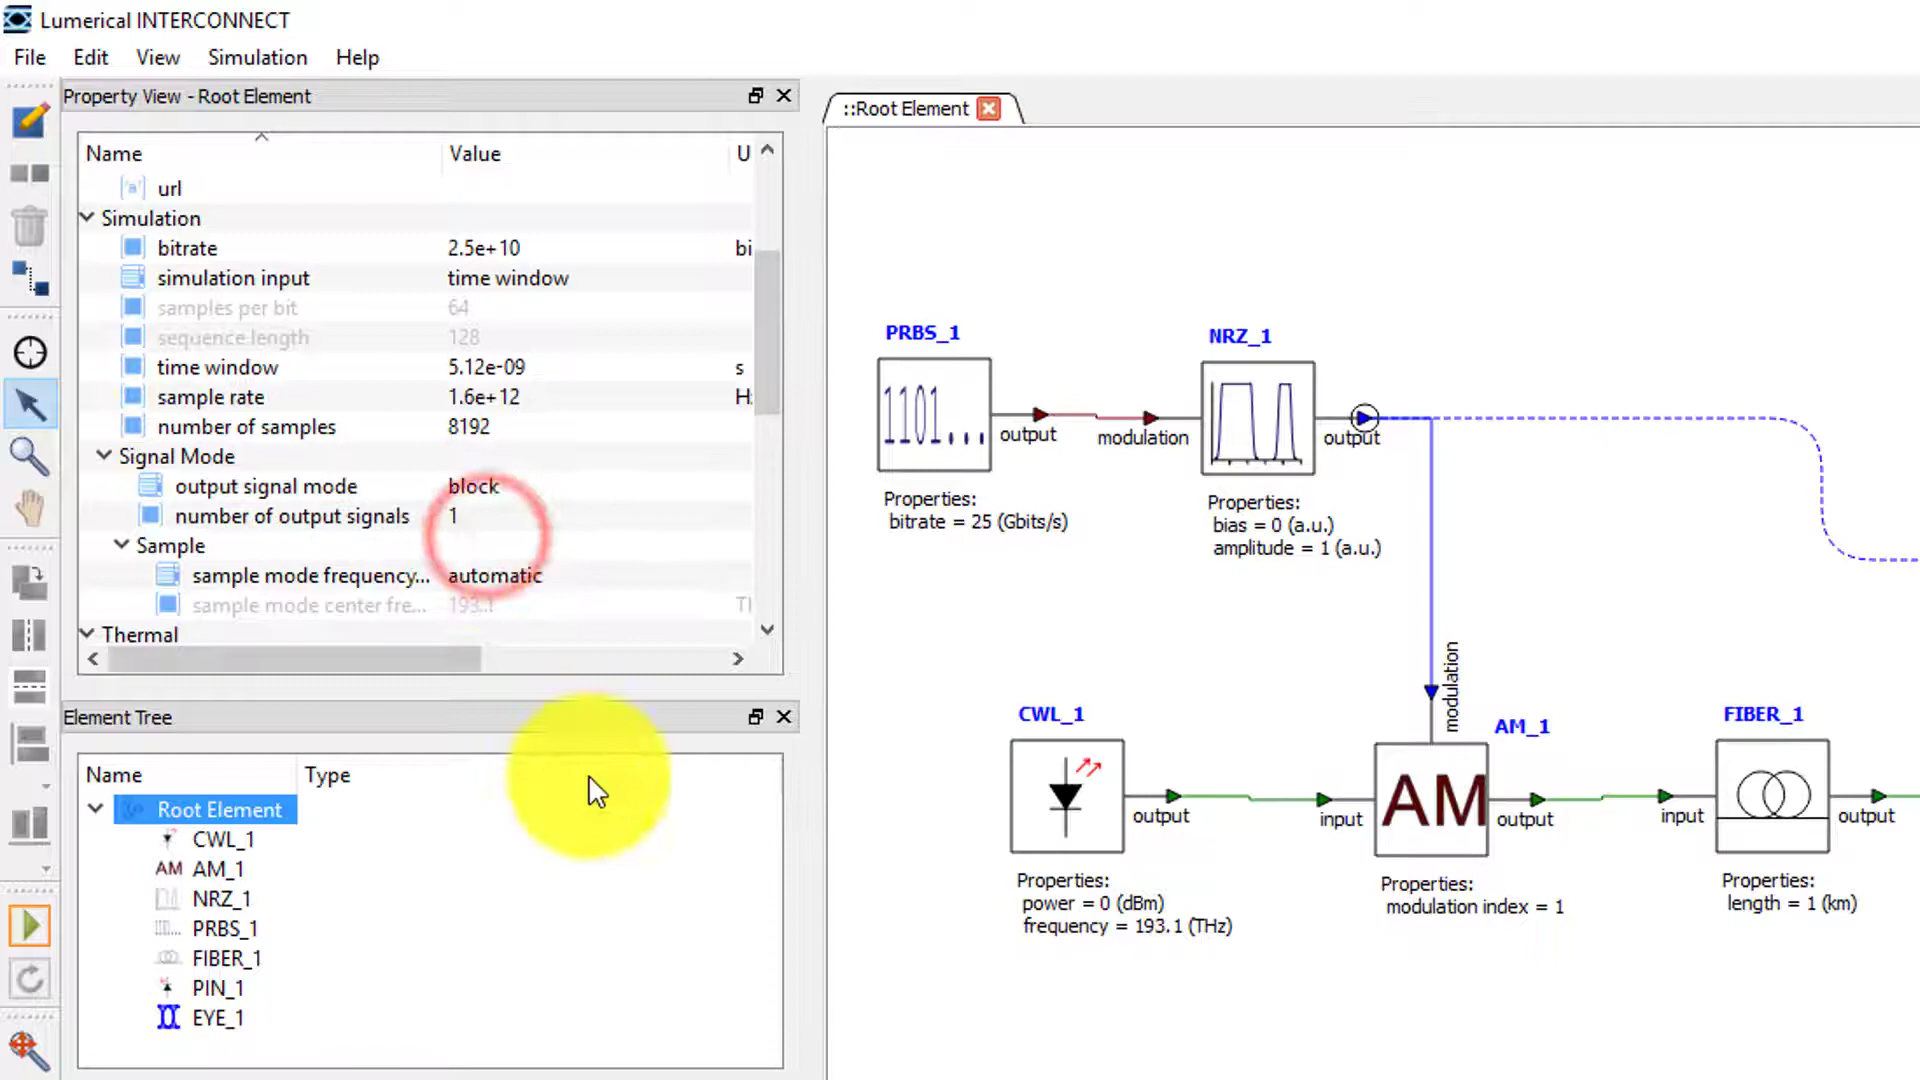 Lumerical INTERCONNECT
File Edit View Simulation Help
Property View - Root Element
Name Value U
url
Simulation
bitrate 2.5e+10 bi
simulation input time window
samples per bit 64
sequence length 128
time window 5.12e-09 s
sample rate 1.6e+12 H:
number of samples 8192
Signal Mode
output signal mode block
number of output signals 1
Sample
sample mode frequency... automatic
sample mode center fre... 193.1 TI
Thermal
Element Tree
Name Type
Root Element
CWL_1
AM AM_1
NRZ_1
PRBS_1
FIBER_1
PIN_1
EYE_1
::Root Element
PRBS_1
1101...
output
Properties:
bitrate = 25 (Gbits/s)
modulation
NRZ_1
output
Properties:
bias = 0 (a.u.)
amplitude = 1 (a.u.)
modulation
CWL_1
output
Properties:
power = 0 (dBm)
frequency = 193.1 (THz)
input
AM_1
AM
output
Properties:
modulation index = 1
input
FIBER_1
output
Properties:
length = 1 (km)